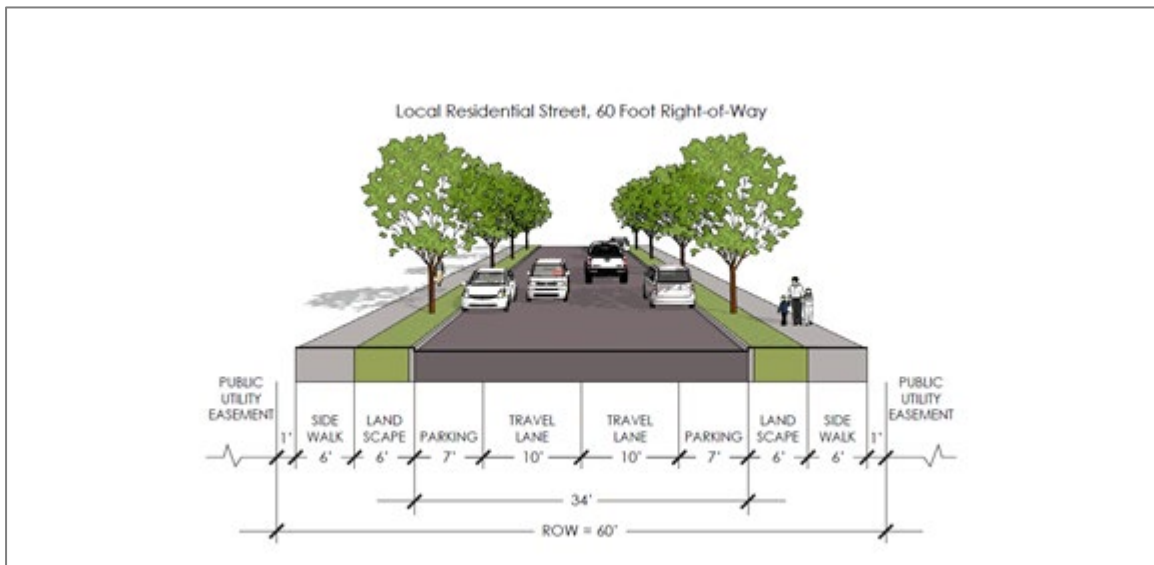 Local Residential Street, 60 Foot Right-of-Way
PUBLIC
UTILITY
EASEMENT
1'
SIDE
WALK
6'
LAND
SCAPE
6'
PARKING
7'
TRAVEL
LANE
10'
TRAVEL
LANE
10'
PARKING
7'
LAND
SCAPE
6'
SIDE
WALK
6'
1'
PUBLIC
UTILITY
EASEMENT
34'
ROW = 60'